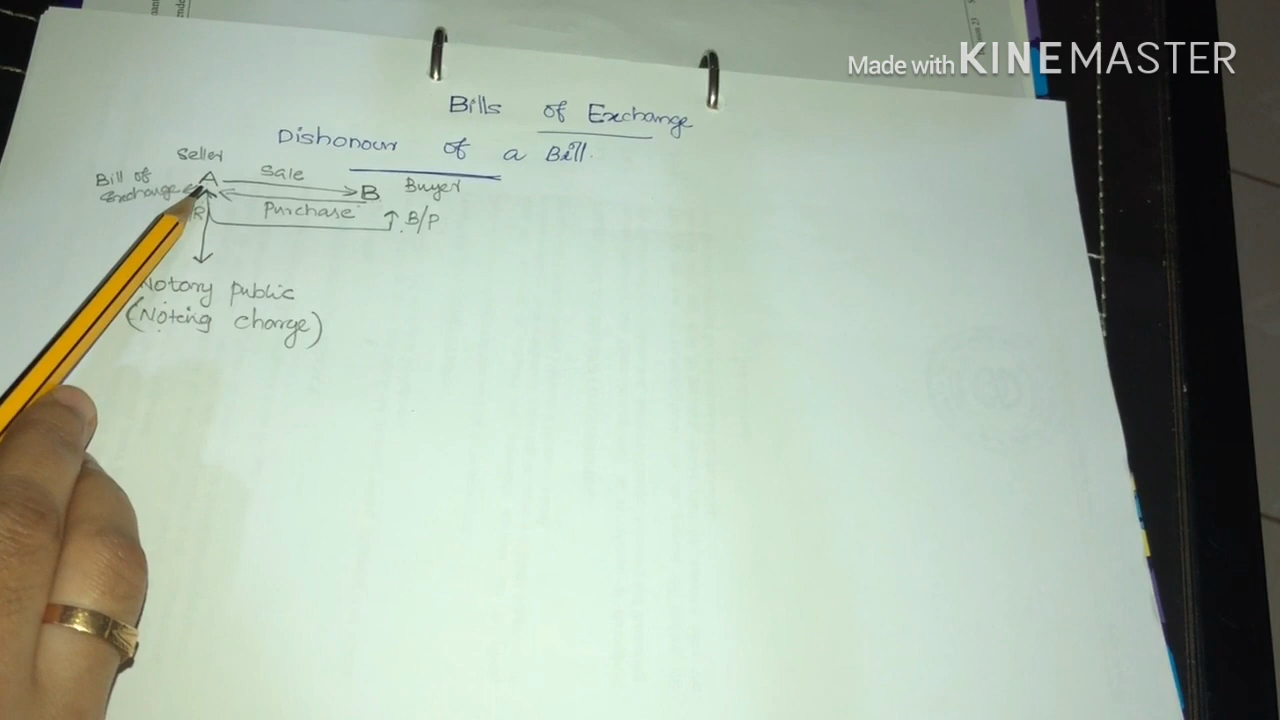 Made with KINEMASTER
Bills of Exchange
Dishonour of a Bill.
Seller
Bill of
Exchange
A
Sale
B
Buyer
Purchase
B/P
R
Notary public
(Noting charge)